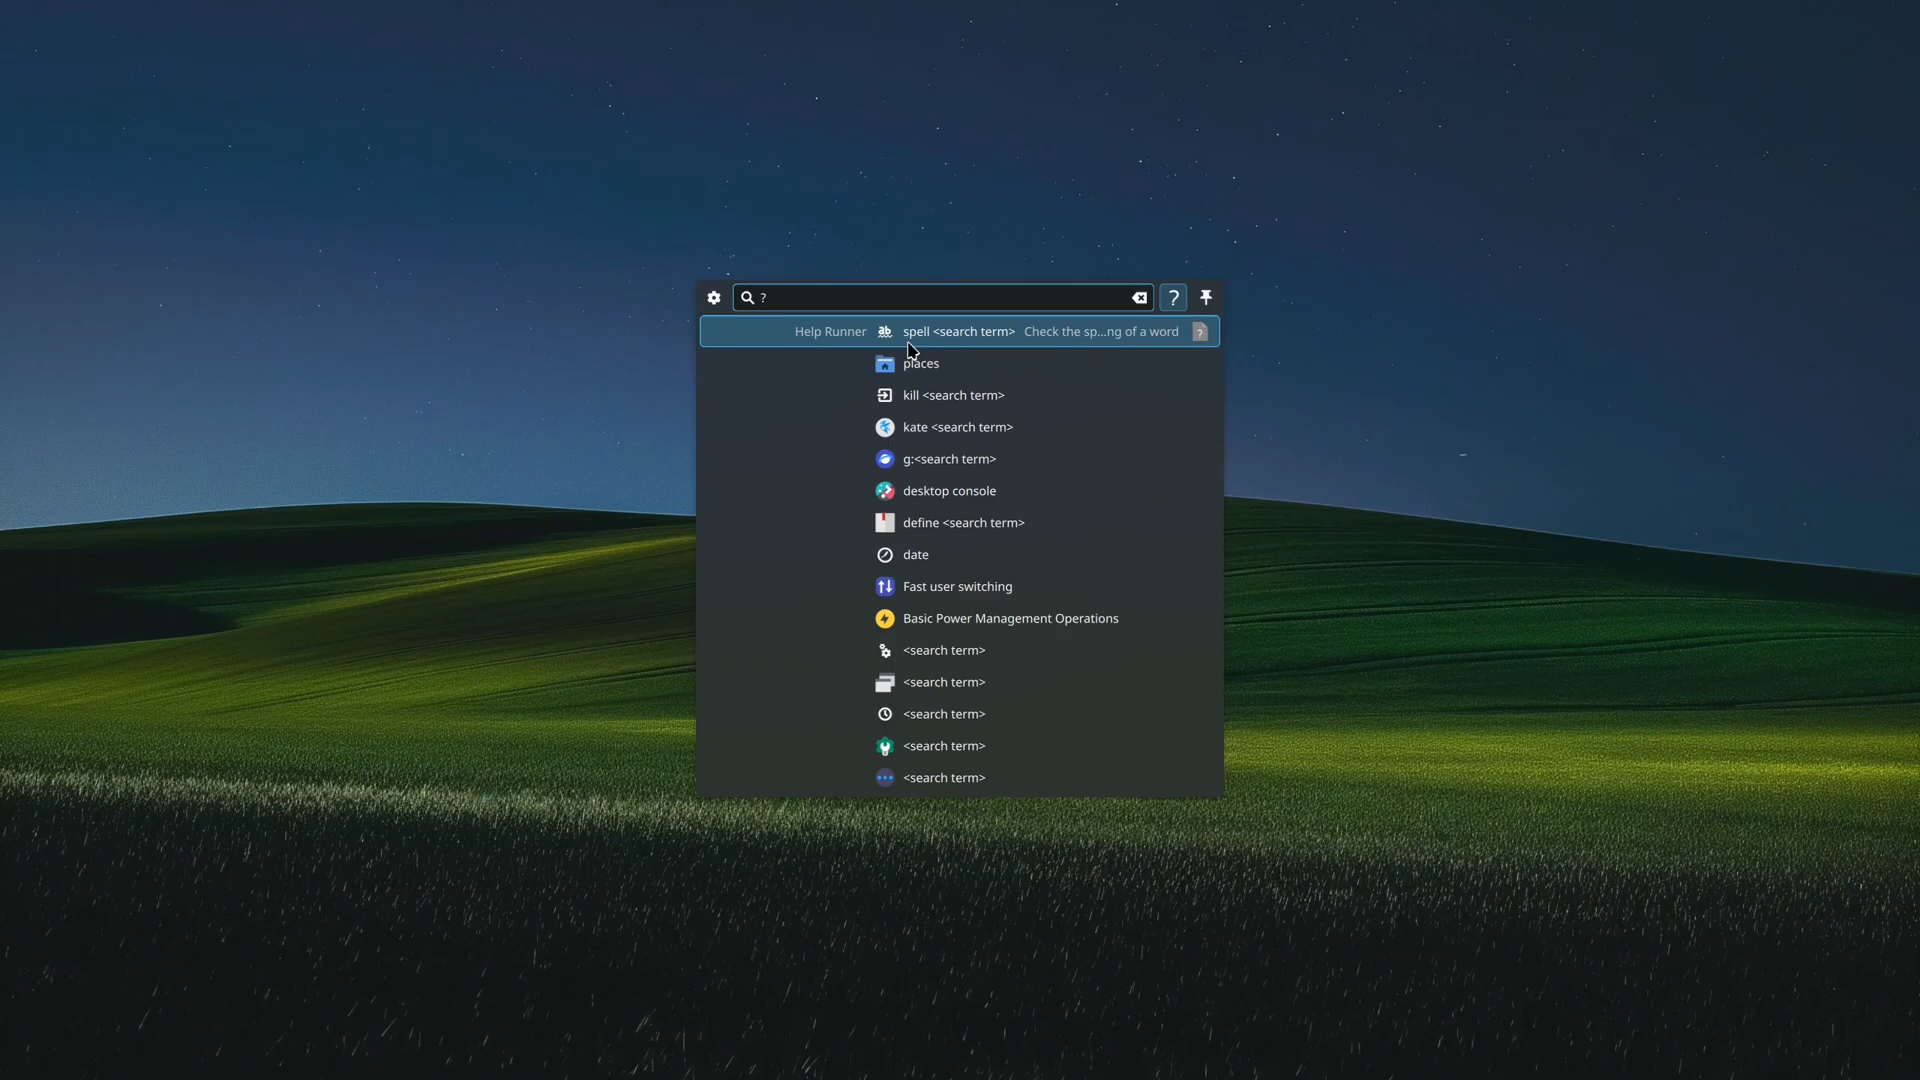 ?
?
Help Runner ab spell <search term> Check the sp...ng of a word ?
places
kill <search term>
kate <search term>
g:<search term>
desktop console
define <search term>
date
Fast user switching
Basic Power Management Operations
<search term>
<search term>
<search term>
<search term>
<search term>